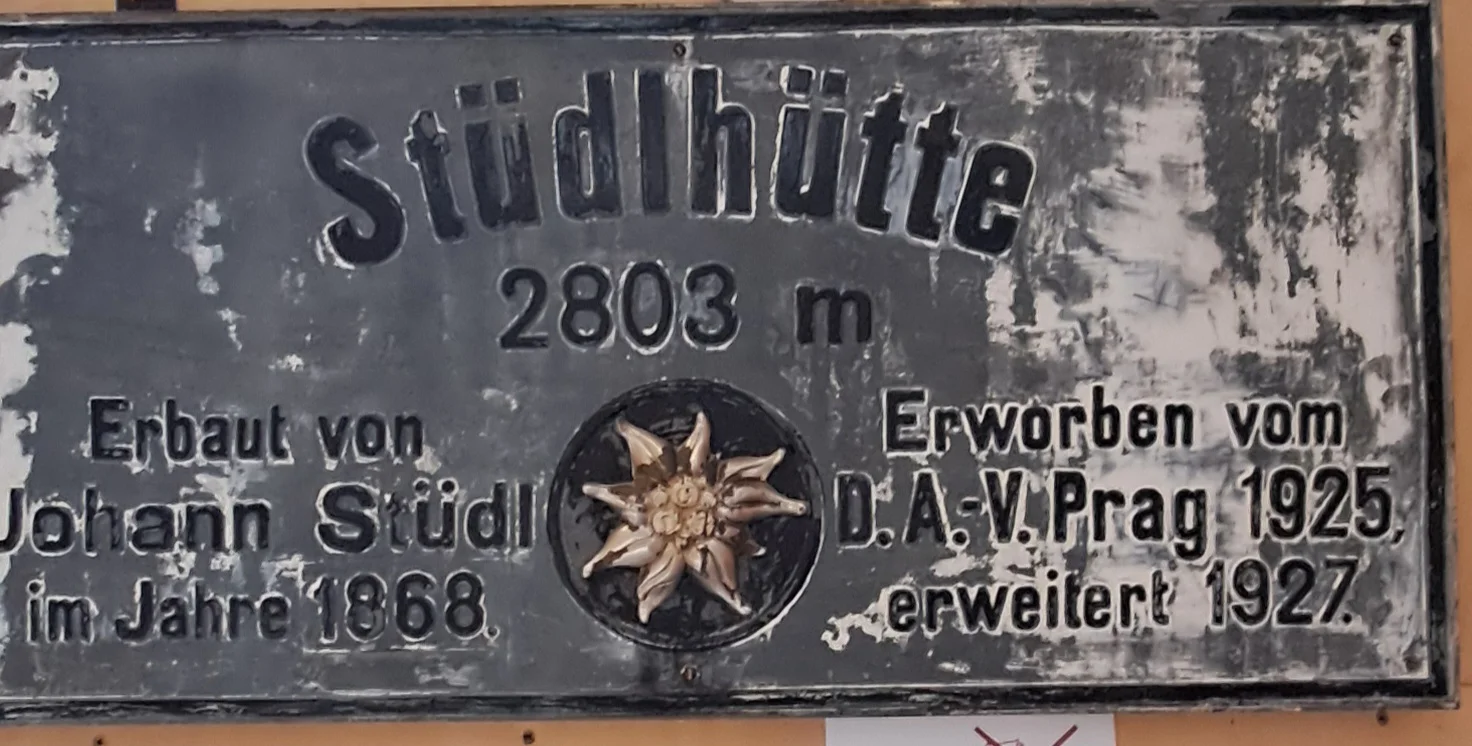 Stüdlhütte
2803 m
Erbaut von
Johann Stüdl
im Jahre 1868.
Erworben vom
D.A.-V. Prag 1925,
erweitert 1927.